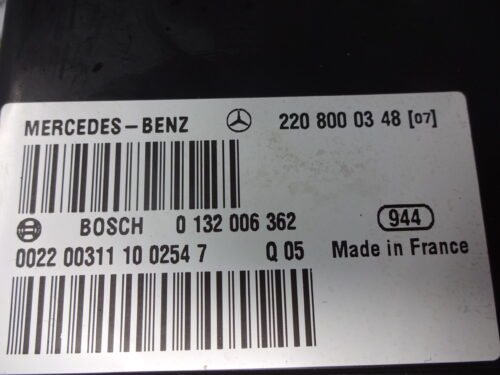 MERCEDES-BENZ 220 800 03 48 [07]
BOSCH 0 132 006 362 944
0022 00311 10 0254 7 Q 05 Made in France